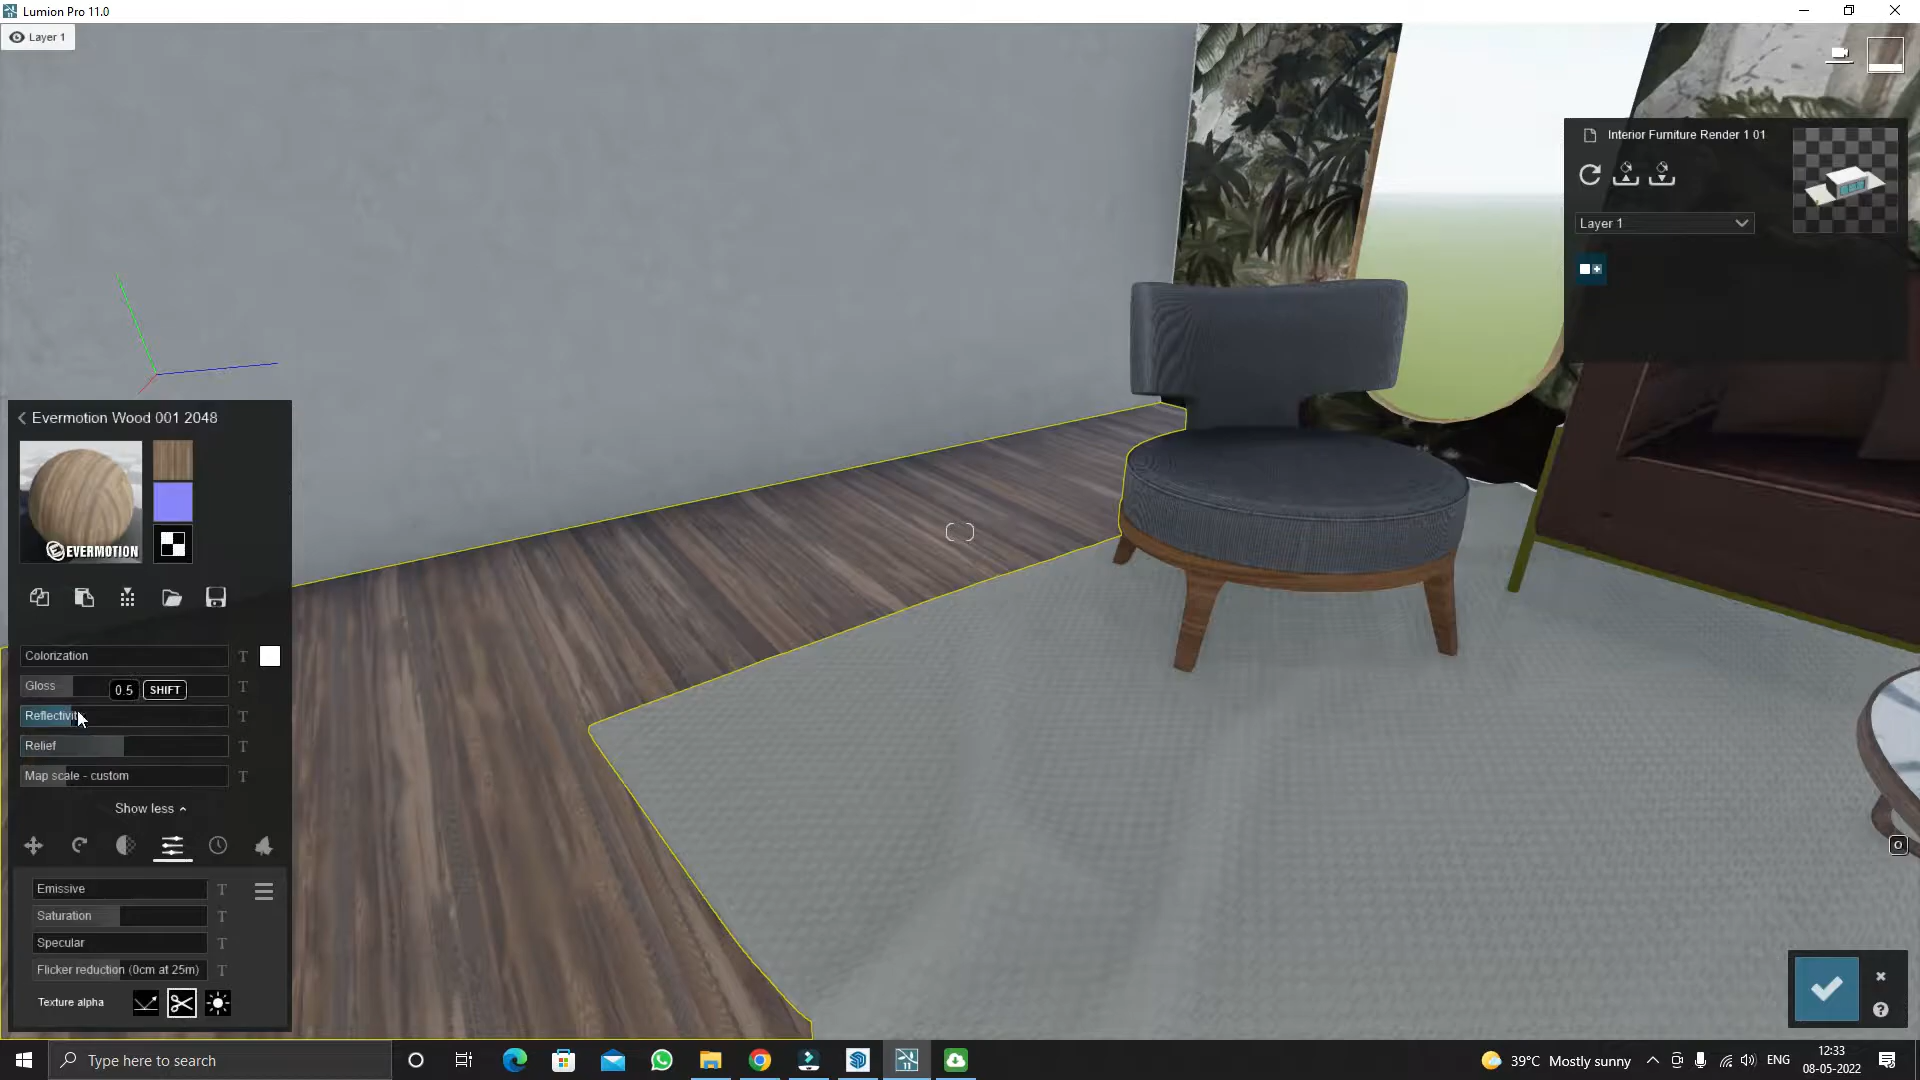 Lumion Pro 11.0
Layer 1
Interior Furniture Render 1 01
Layer 1
Evermotion Wood 001 2048
EVERMOTION
Colorization T
Gloss T
0.5 SHIFT
Reflectivit T
Relief T
Map scale - custom T
Show less
Emissive T
Saturation T
Specular T
Flicker reduction (0cm at 25m) T
Texture alpha
O
?
Type here to search
39°C Mostly sunny
ENG
12:33
08-05-2022